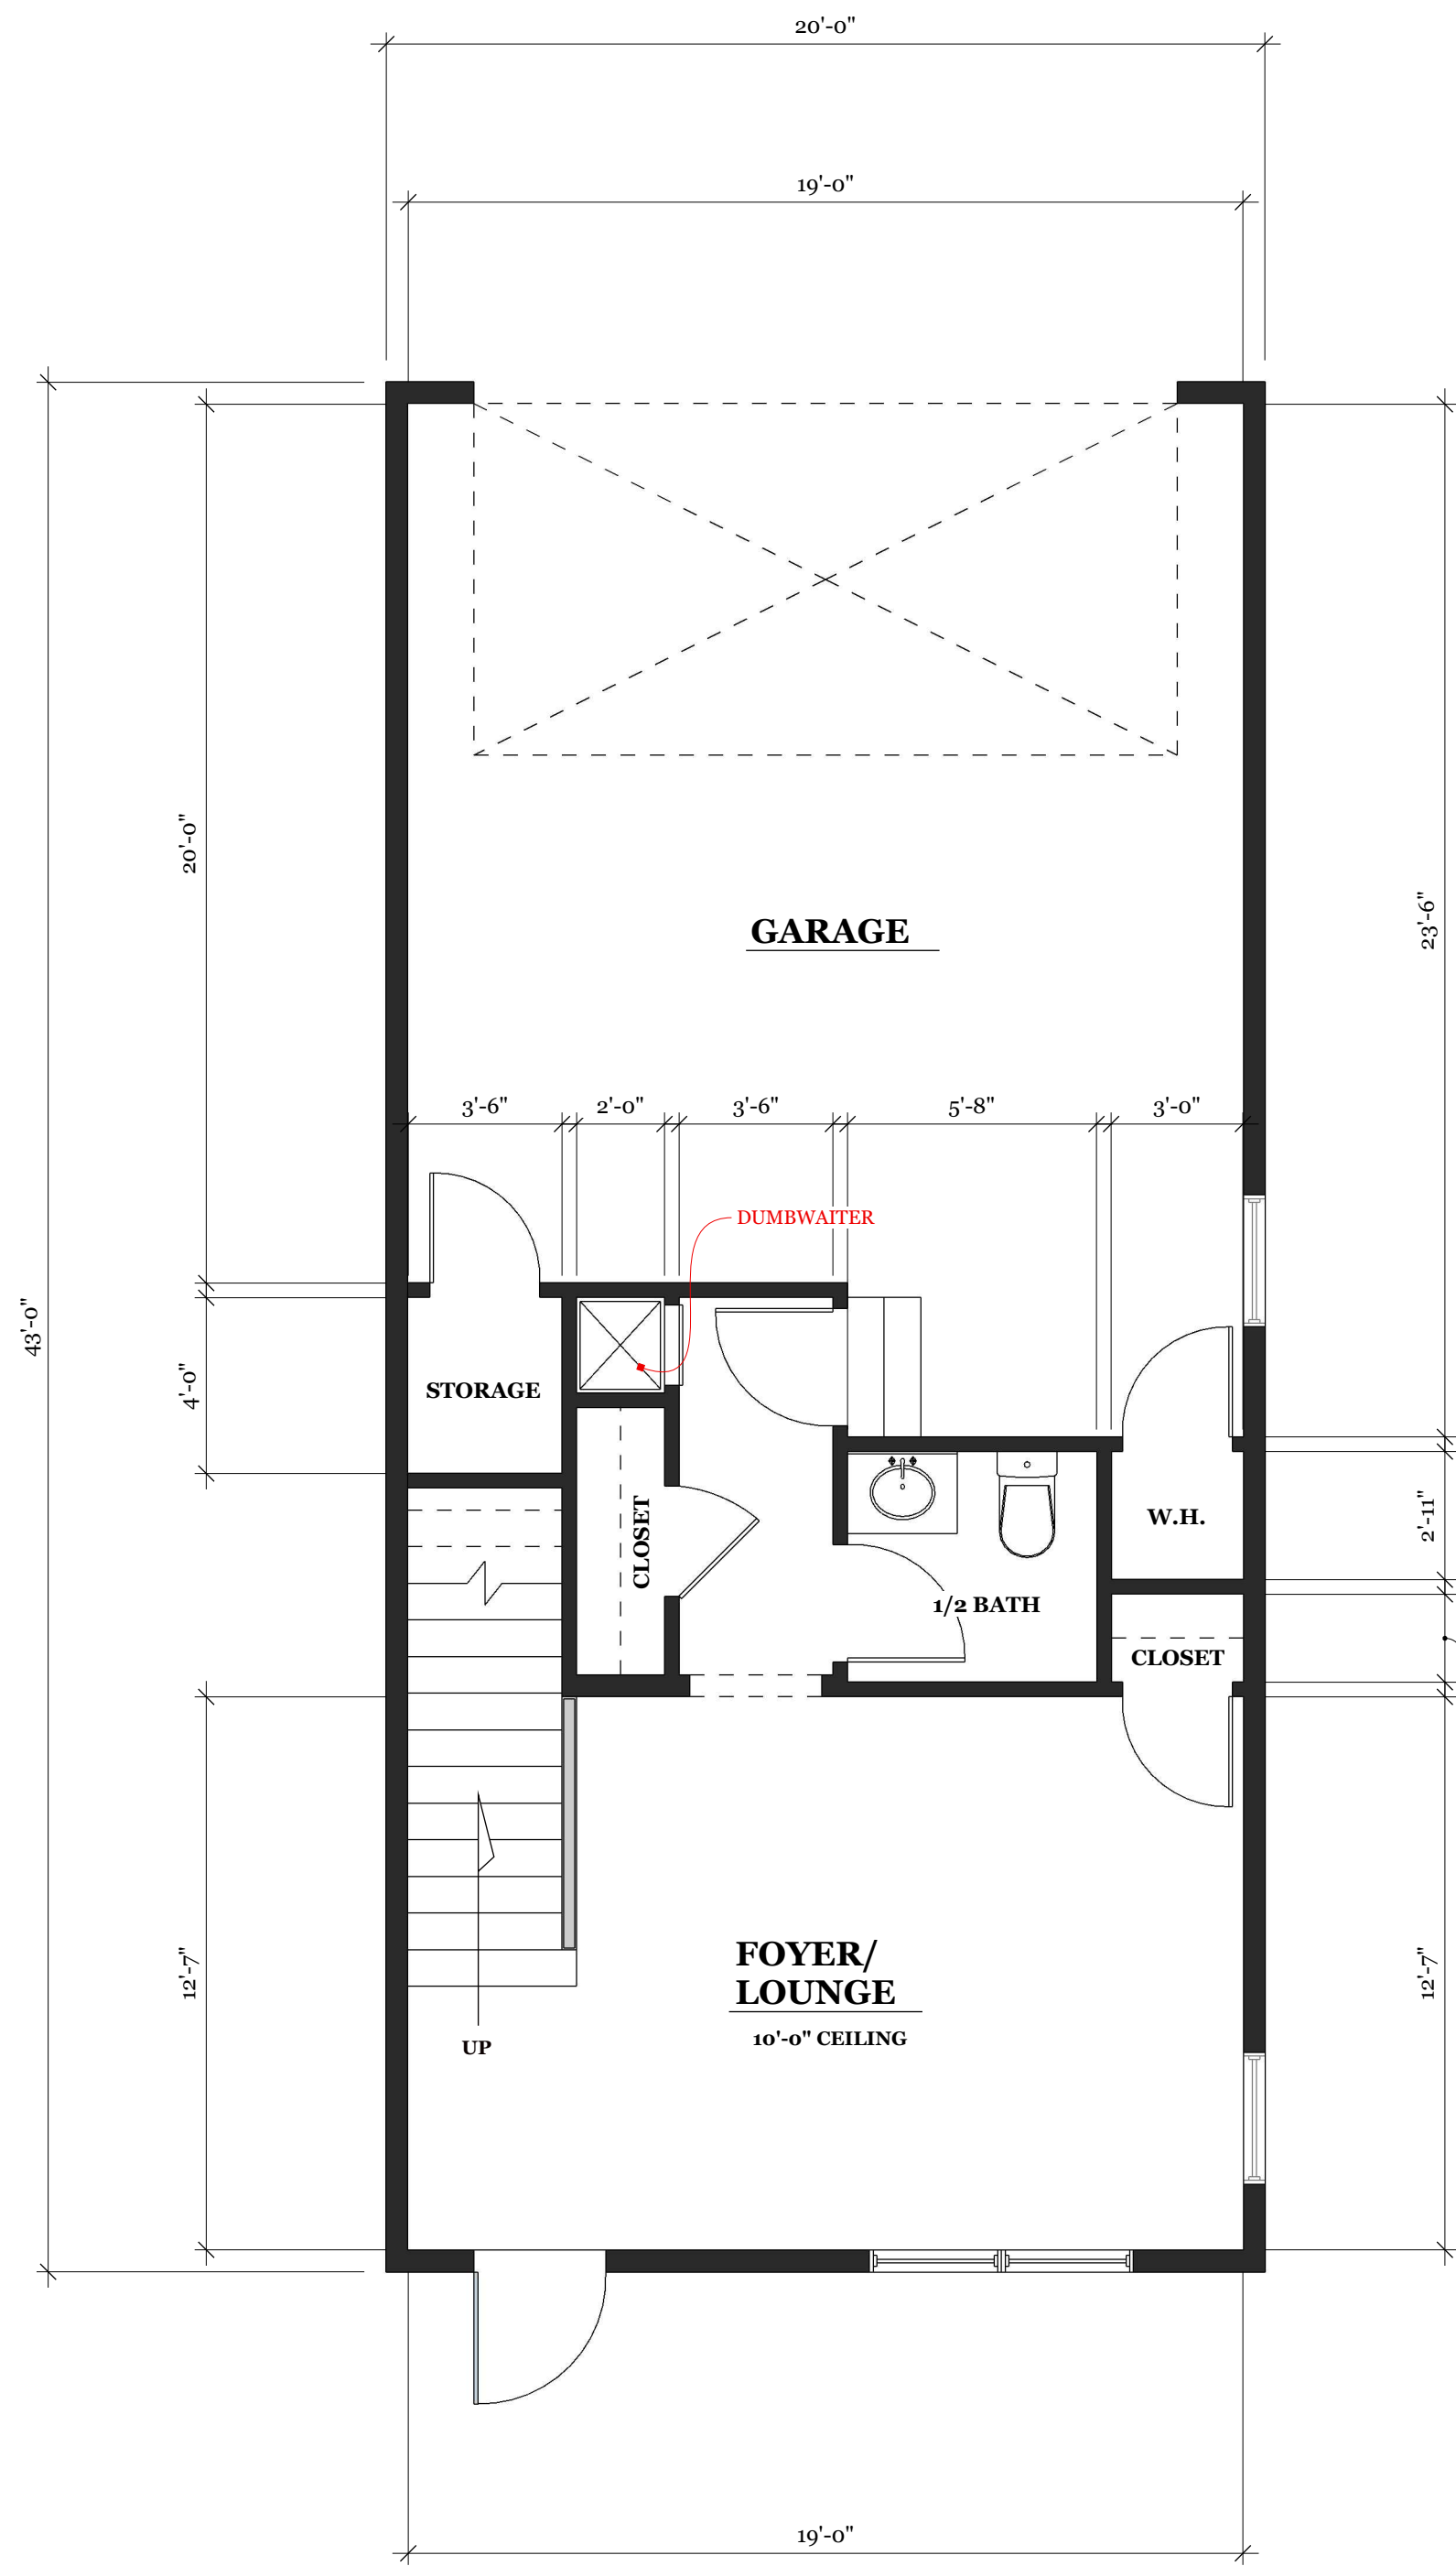 20'-0"
19'-0"
20'-0"
23'-6"
GARAGE
3'-6"
2'-0"
3'-6"
5'-8"
3'-0"
DUMBWAITER
43'-0"
4'-0"
STORAGE
CLOSET
W.H.
2'-11"
1/2 BATH
CLOSET
12'-7"
FOYER/
LOUNGE
10'-0" CEILING
UP
12'-7"
19'-0"